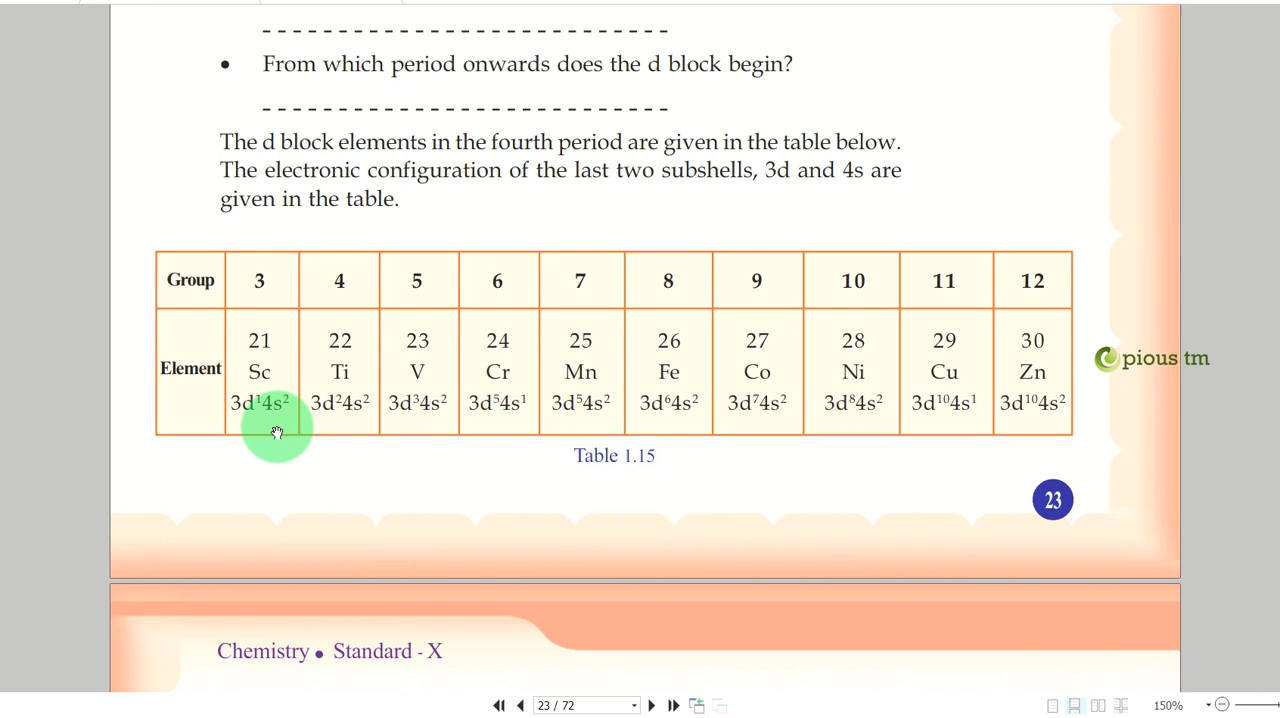 • From which period onwards does the d block begin?
The d block elements in the fourth period are given in the table below.
The electronic configuration of the last two subshells, 3d and 4s are
given in the table.
Group 3 4 5 6 7 8 9 10 11 12
21 22 23 24 25 26 27 28 29 30
Element Sc Ti V Cr Mn Fe Co Ni Cu Zn
3d¹4s² 3d²4s² 3d³4s² 3d⁵4s¹ 3d⁵4s² 3d⁶4s² 3d⁷4s² 3d⁸4s² 3d¹⁰4s¹ 3d¹⁰4s²
Copious tm
Table 1.15
23
Chemistry • Standard - X
23 / 72
150%